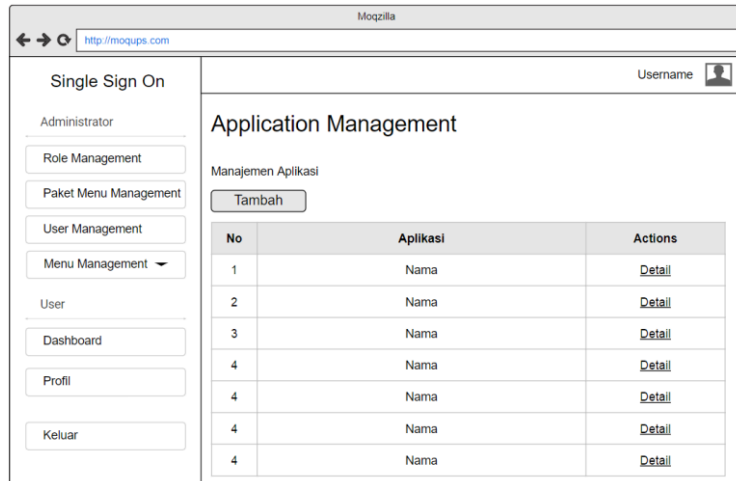 Moqzilla
http://moqups.com
Single Sign On
Username
Administrator
Role Management
Paket Menu Management
User Management
Menu Management
User
Dashboard
Profil
Keluar
Application Management
Manajemen Aplikasi
Tambah
No Aplikasi Actions
1 Nama Detail
2 Nama Detail
3 Nama Detail
4 Nama Detail
4 Nama Detail
4 Nama Detail
4 Nama Detail